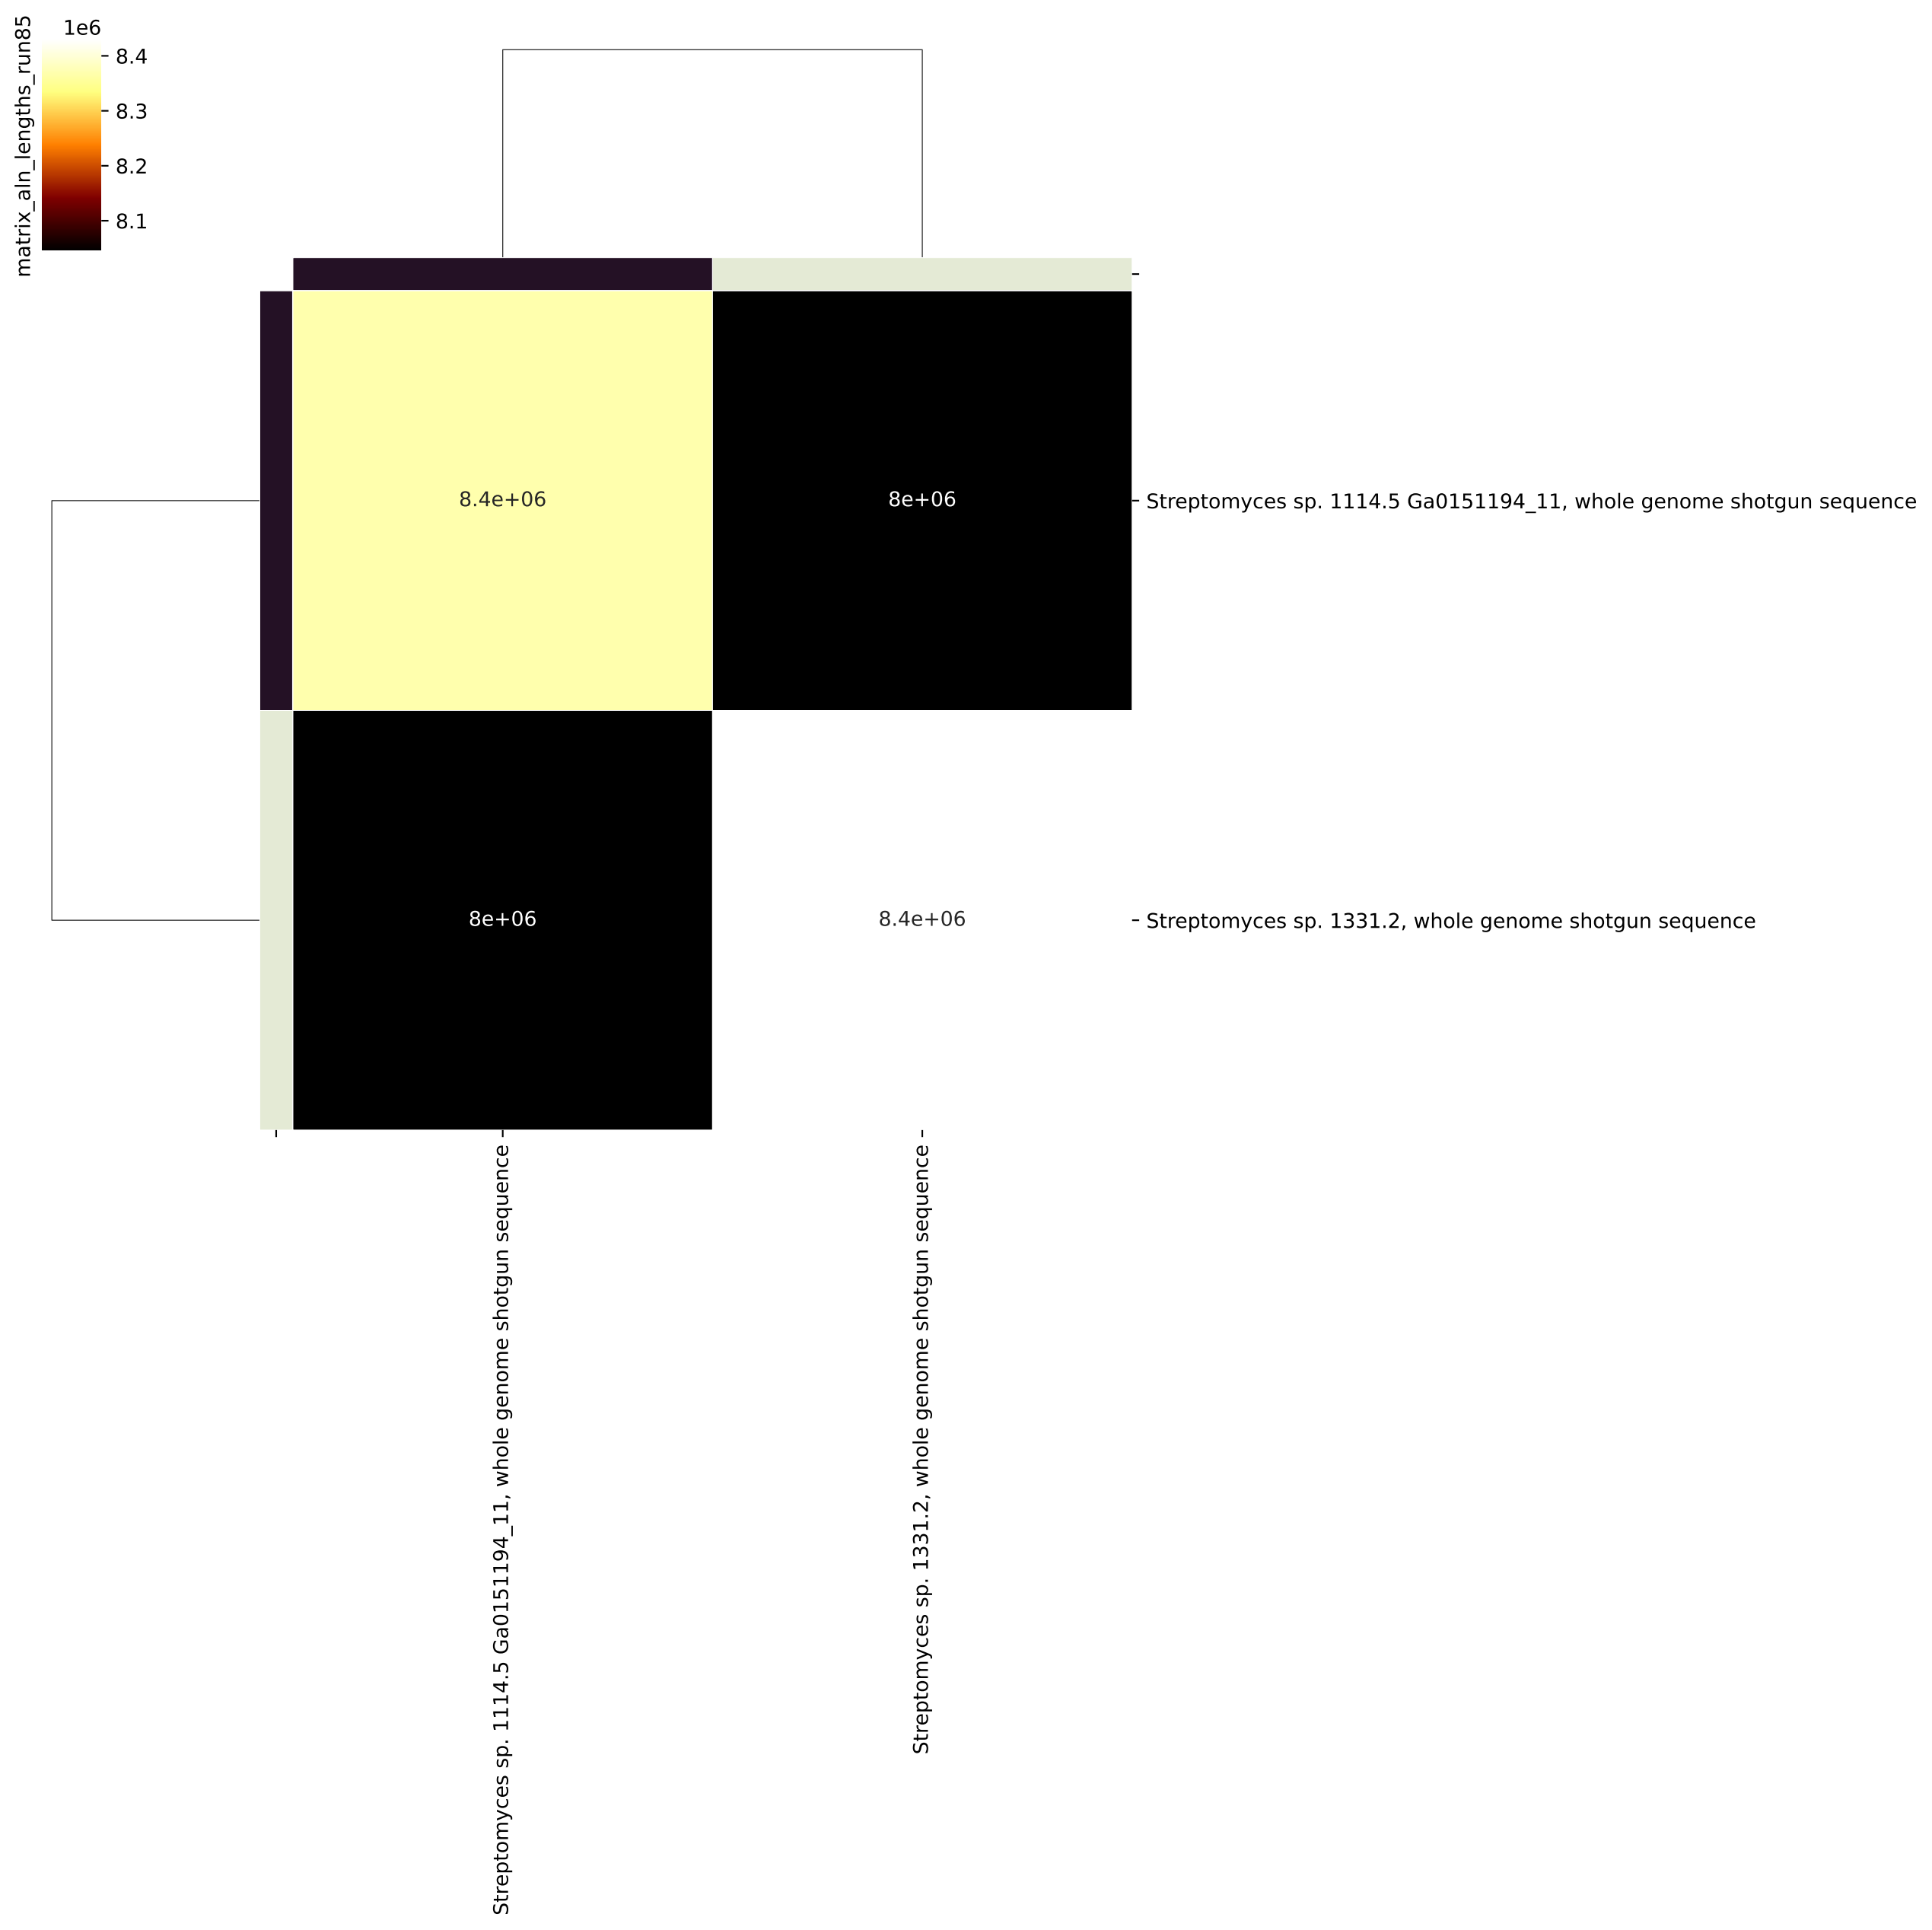 matrix_aln_lengths_run85
1e6
8.4
8.3
8.2
8.1
8.4e+06
8e+06
Streptomyces sp. 1114.5 Ga0151194_11, whole genome shotgun sequence
8e+06
8.4e+06
Streptomyces sp. 1331.2, whole genome shotgun sequence
Streptomyces sp. 1114.5 Ga0151194_11, whole genome shotgun sequence
Streptomyces sp. 1331.2, whole genome shotgun sequence